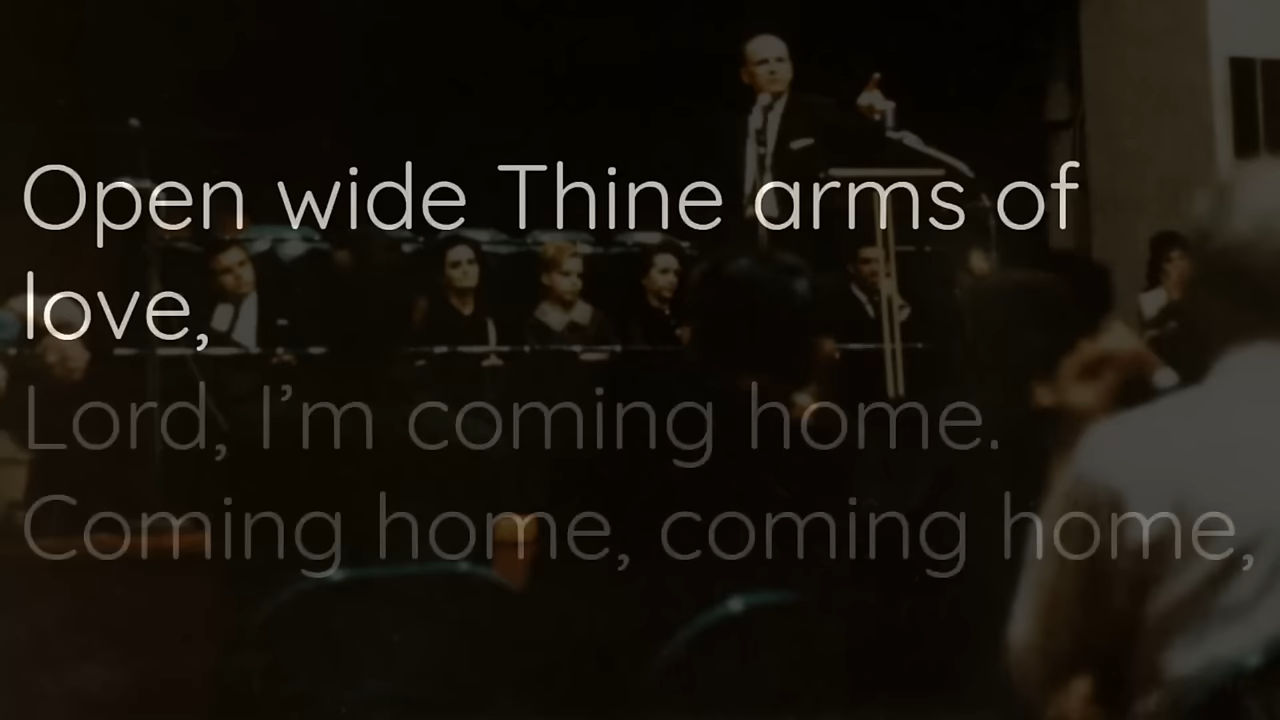 Open wide Thine arms of
love,
Lord, I’m coming home.
Coming home, coming home,